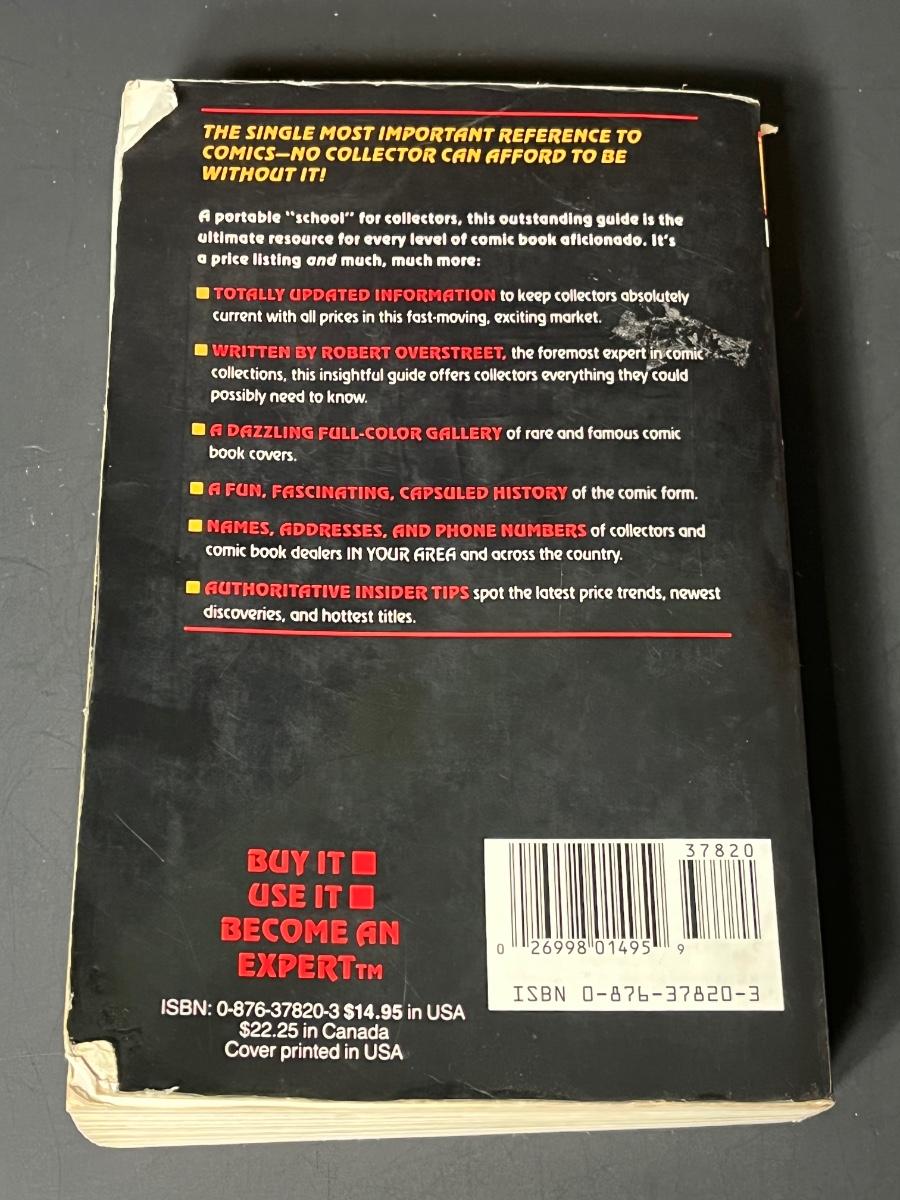 THE SINGLE MOST IMPORTANT REFERENCE TO
COMICS—NO COLLECTOR CAN AFFORD TO BE
WITHOUT IT!
A portable "school" for collectors, this outstanding guide is the
ultimate resource for every level of comic book aficionado. It's
a price listing and much, much more:
TOTALLY UPDATED INFORMATION to keep collectors absolutely
current with all prices in this fast-moving, exciting market.
WRITTEN BY ROBERT OVERSTREET, the foremost expert in comic
collections, this insightful guide offers collectors everything they could
possibly need to know.
A DAZZLING FULL-COLOR GALLERY of rare and famous comic
book covers.
A FUN, FASCINATING, CAPSULED HISTORY of the comic form.
NAMES, ADDRESSES, AND PHONE NUMBERS of collectors and
comic book dealers IN YOUR AREA and across the country.
AUTHORITATIVE INSIDER TIPS spot the latest price trends, newest
discoveries, and hottest titles.
BUY IT
USE IT
BECOME AN
EXPERT™
ISBN: 0-876-37820-3 $14.95 in USA
$22.25 in Canada
Cover printed in USA
37820
0 26998 01495 9
ISBN 0-876-37820-3